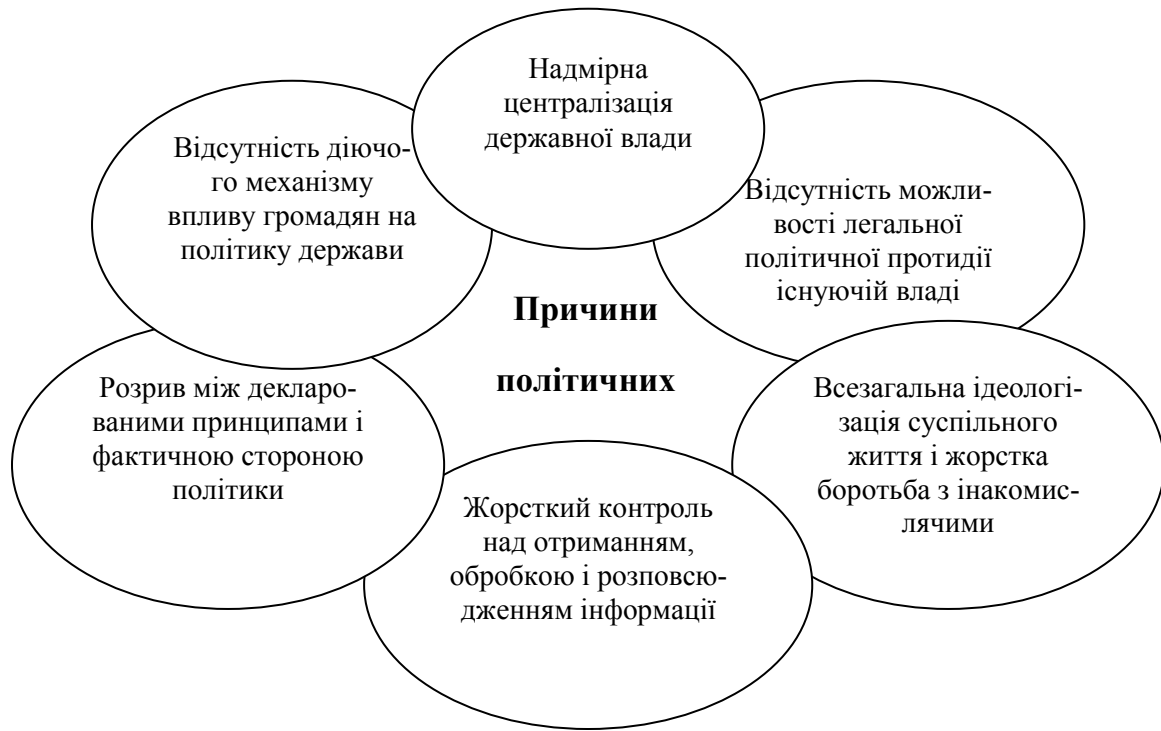 Надмірна
централізація
державної влади
Відсутність діючо-
го механізму
впливу громадян на
політику держави
Відсутність можли-
вості легальної
політичної протидії
існуючій владі
Причини
політичних
Розрив між декларо-
ваними принципами і
фактичною стороною
політики
Всезагальна ідеологі-
зація суспільного
життя і жорстка
боротьба з інакомис-
лячими
Жорсткий контроль
над отриманням,
обробкою і розповсю-
дженням інформації